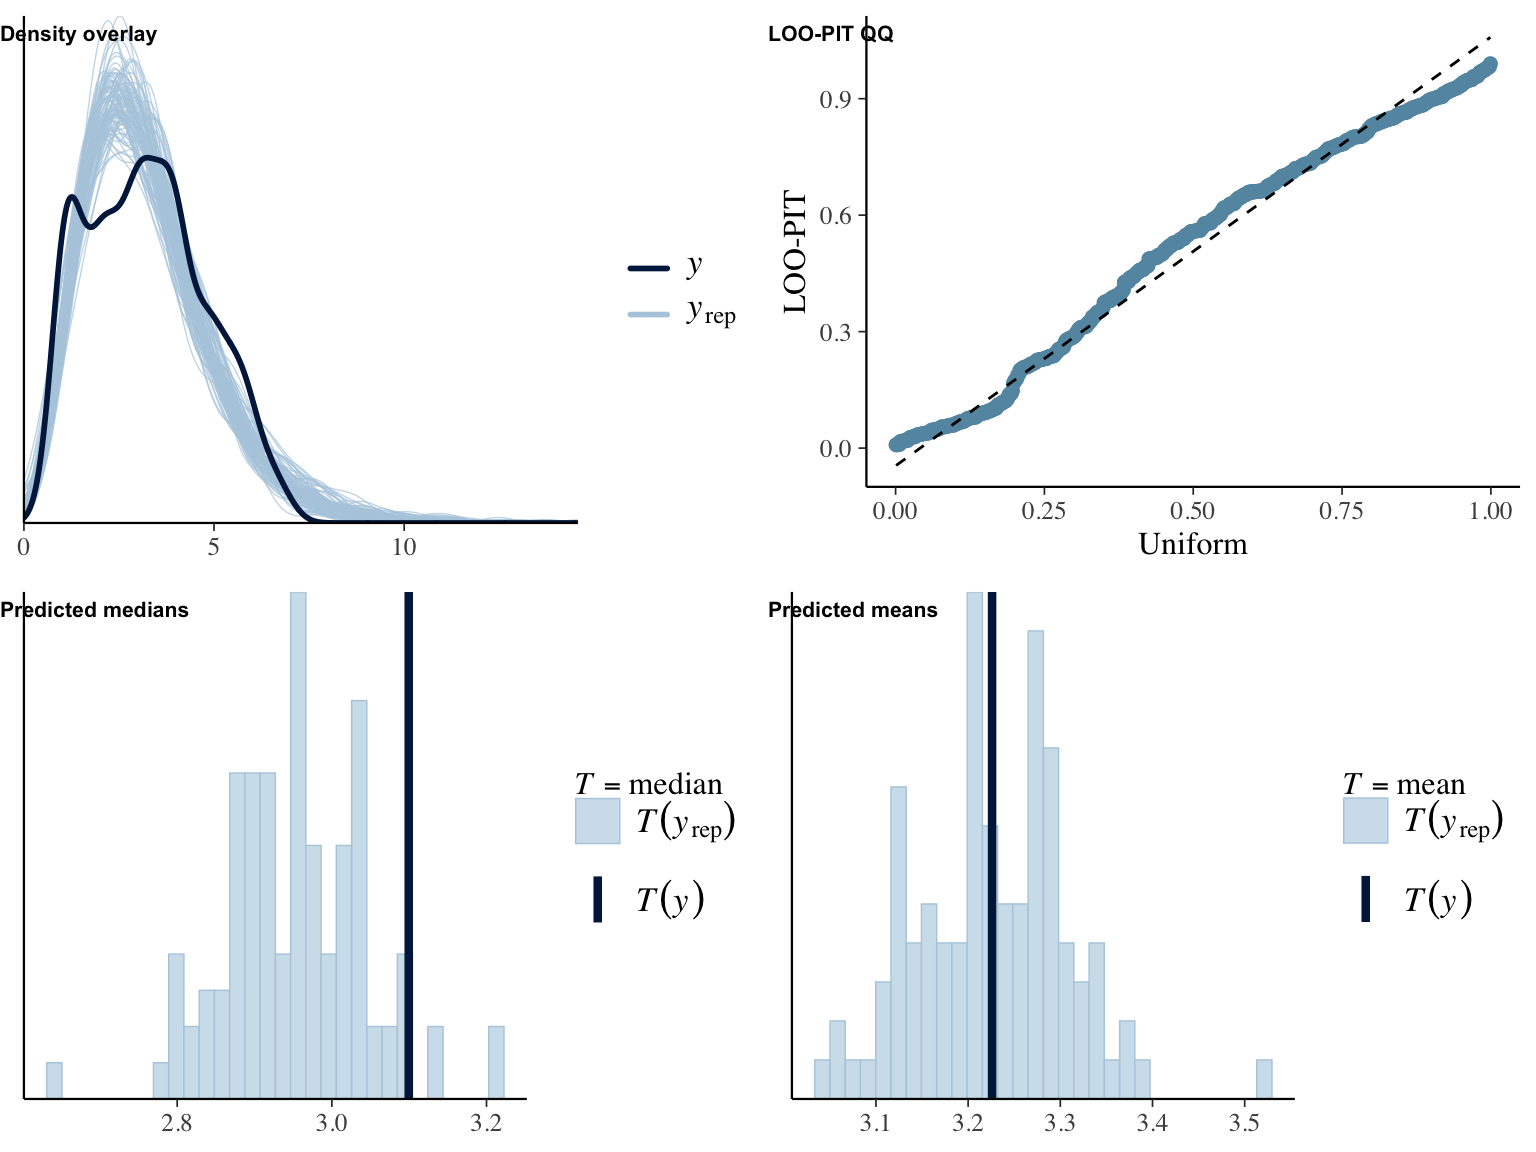 Density overlay
y
y rep
0 5 10
LOO-PIT QQ
LOO-PIT
0.9
0.6
0.3
0.0
0.00 0.25 0.50 0.75 1.00
Uniform
Predicted medians
T = median
T(y rep)
T(y)
2.8 3.0 3.2
Predicted means
T = mean
T(y rep)
T(y)
3.1 3.2 3.3 3.4 3.5